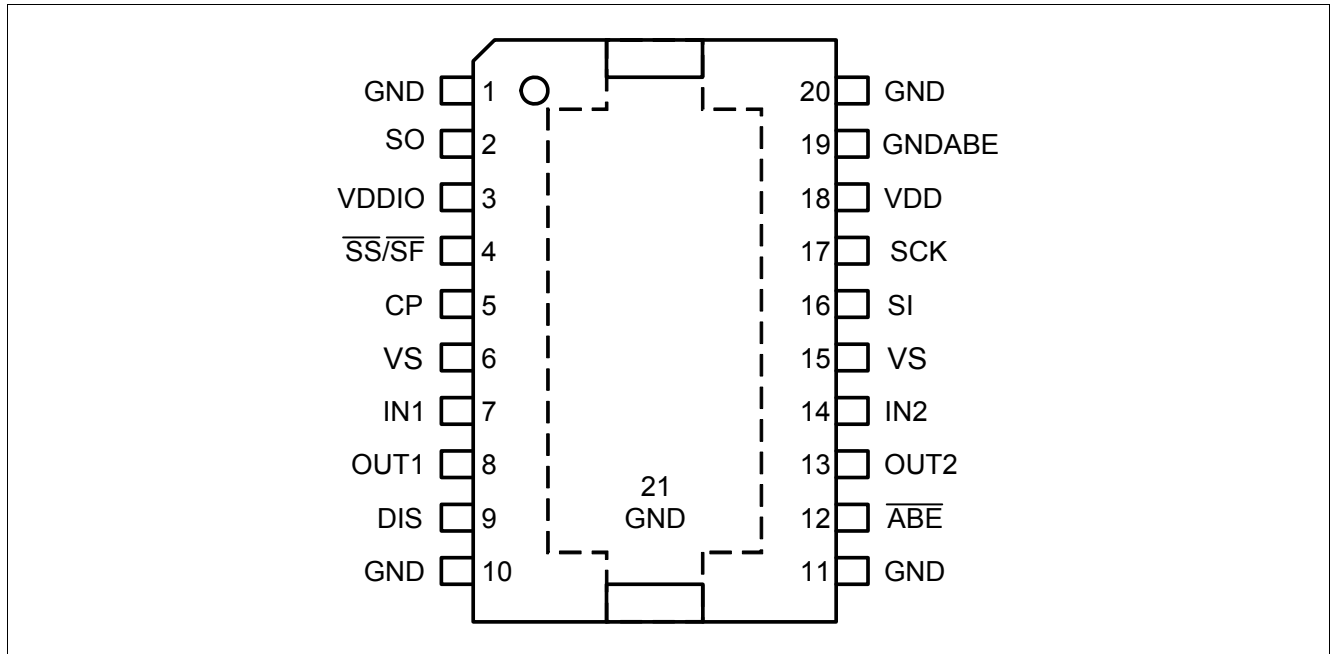 GND 1 20 GND
SO 2 19 GNDABE
VDDIO 3 18 VDD
SS/SF 4 17 SCK
CP 5 16 SI
VS 6 15 VS
IN1 7 14 IN2
OUT1 8 13 OUT2
21
GND
DIS 9 12 ABE
GND 10 11 GND